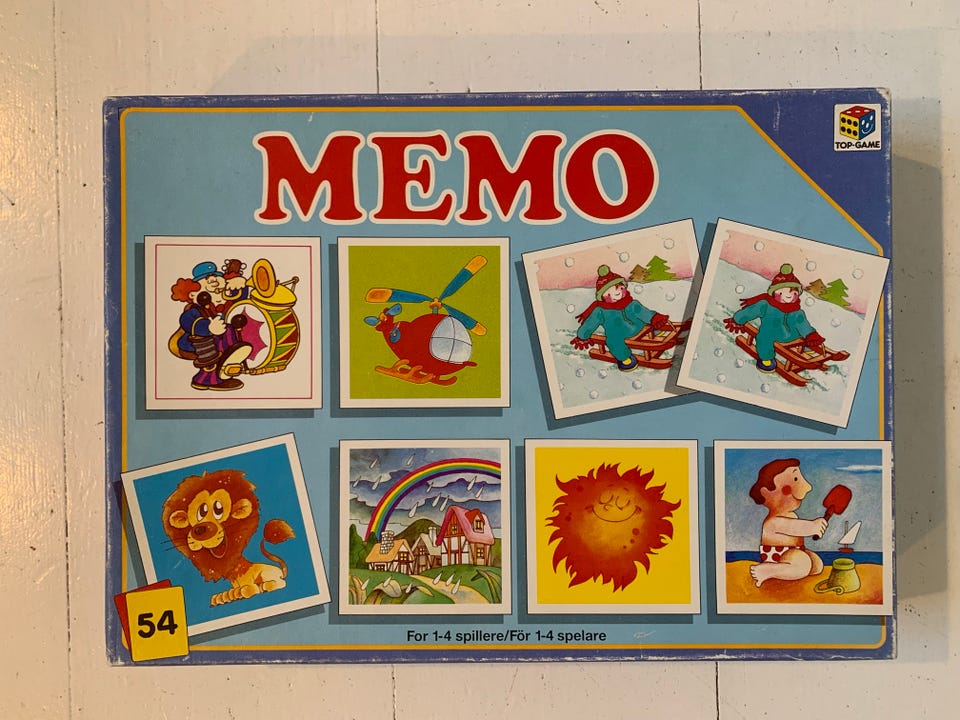 MEMO
TOP-GAME
54
For 1-4 spillere/För 1-4 spelare